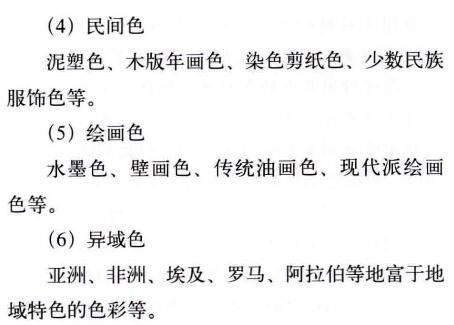 （4）民间色
泥塑色、木版年画色、染色剪纸色、少数民族
服饰色等。
（5）绘画色
水墨色、壁画色、传统油画色、现代派绘画
色等。
（6）异域色
亚洲、非洲、埃及、罗马、阿拉伯等地富于地
域特色的色彩等。